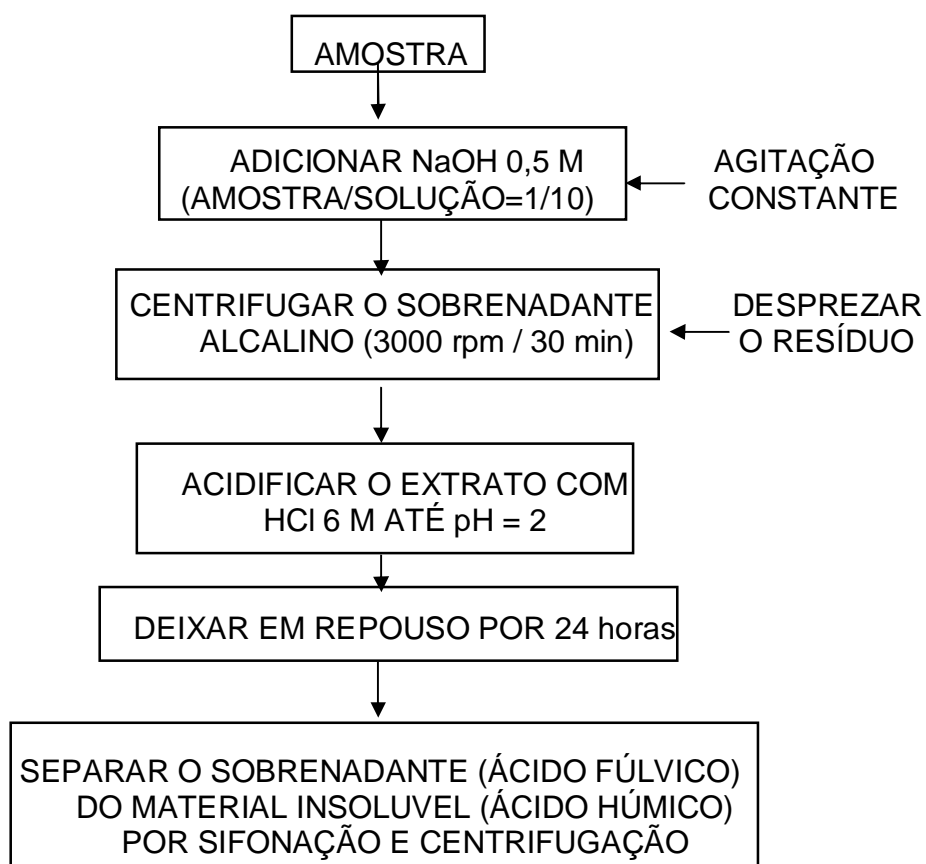 AMOSTRA
ADICIONAR NaOH 0,5 M
(AMOSTRA/SOLUÇÃO=1/10)
AGITAÇÃO
CONSTANTE
CENTRIFUGAR O SOBRENADANTE
ALCALINO (3000 rpm / 30 min)
DESPREZAR
O RESÍDUO
ACIDIFICAR O EXTRATO COM
HCl 6 M ATÉ pH = 2
DEIXAR EM REPOUSO POR 24 horas
SEPARAR O SOBRENADANTE (ÁCIDO FÚLVICO)
DO MATERIAL INSOLUVEL (ÁCIDO HÚMICO)
POR SIFONAÇÃO E CENTRIFUGAÇÃO